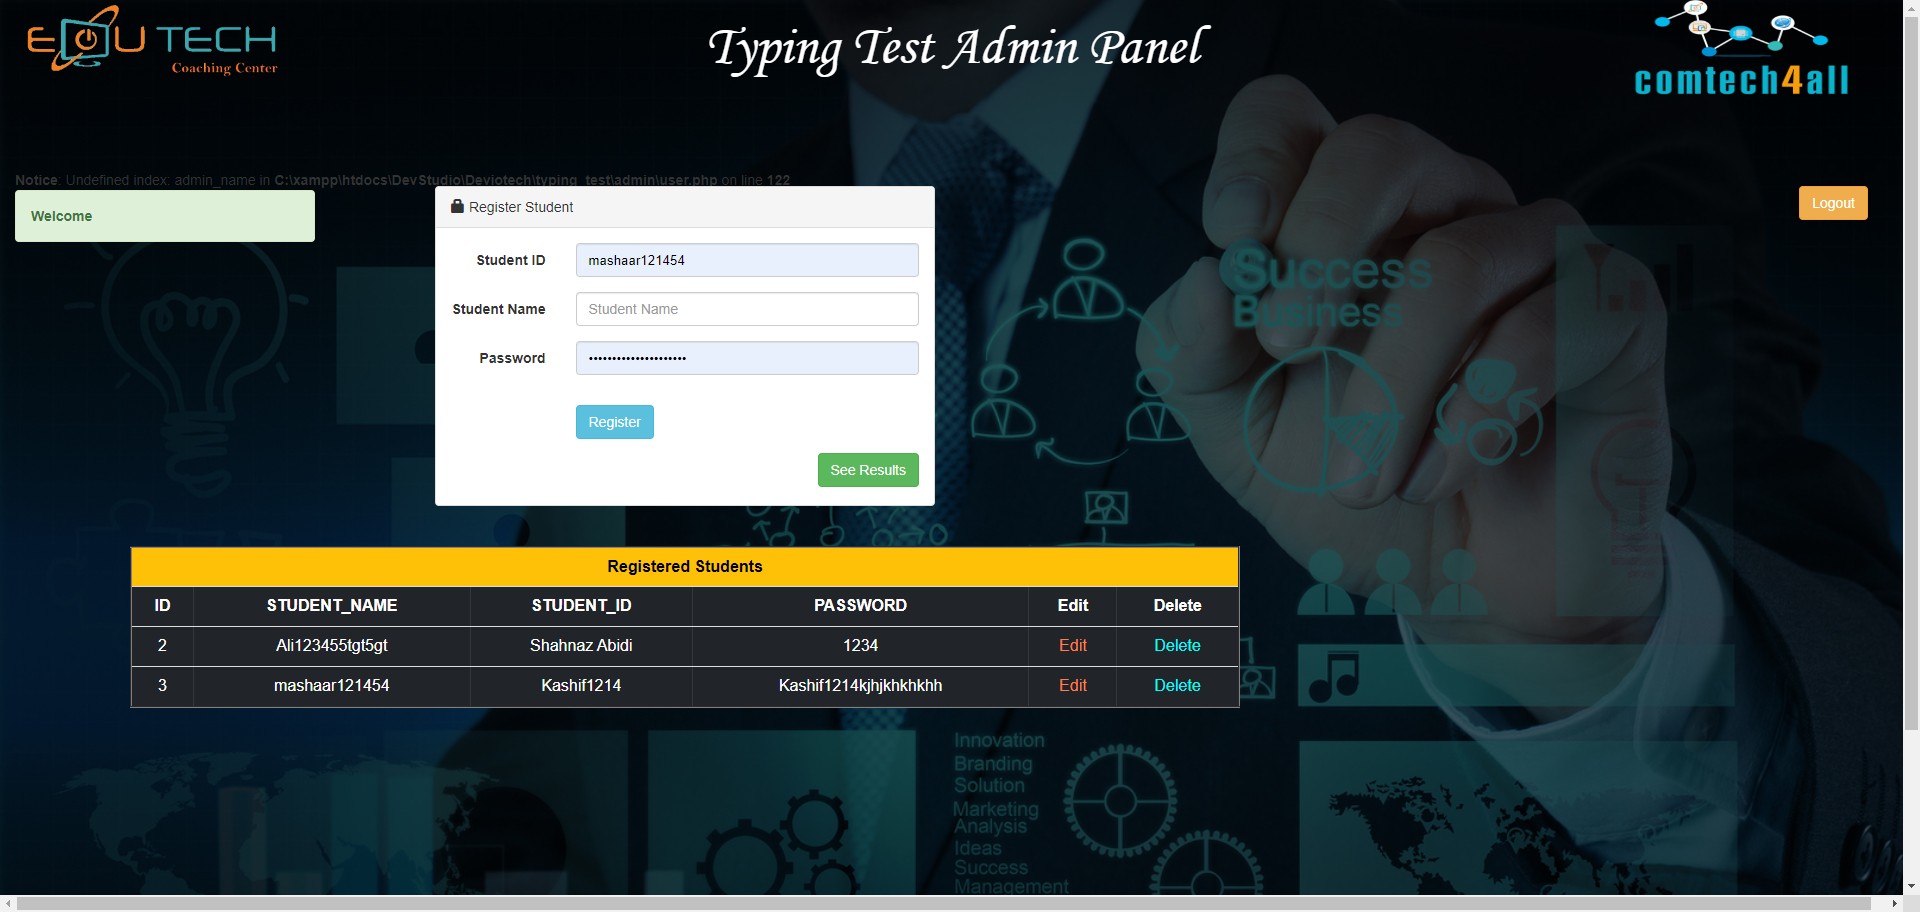 EDUTECH
Coaching Center
Typing Test Admin Panel
comtech4all
Notice: Undefined index: admin_name in C:\xampp\htdocs\DevStudio\Deviotech\typing_test\admin\user.php on line 122
Welcome
Logout
Register Student
Student ID
mashaar121454
Student Name
Student Name
Password
•••••••••••••••••••••
Register
See Results
Success
Business
Registered Students
ID STUDENT_NAME STUDENT_ID PASSWORD Edit Delete
2 Ali123455tgt5gt Shahnaz Abidi 1234 Edit Delete
3 mashaar121454 Kashif1214 Kashif1214kjhjkhkhkhh Edit Delete
Innovation
Branding
Solution
Marketing
Analysis
Ideas
Success
Management